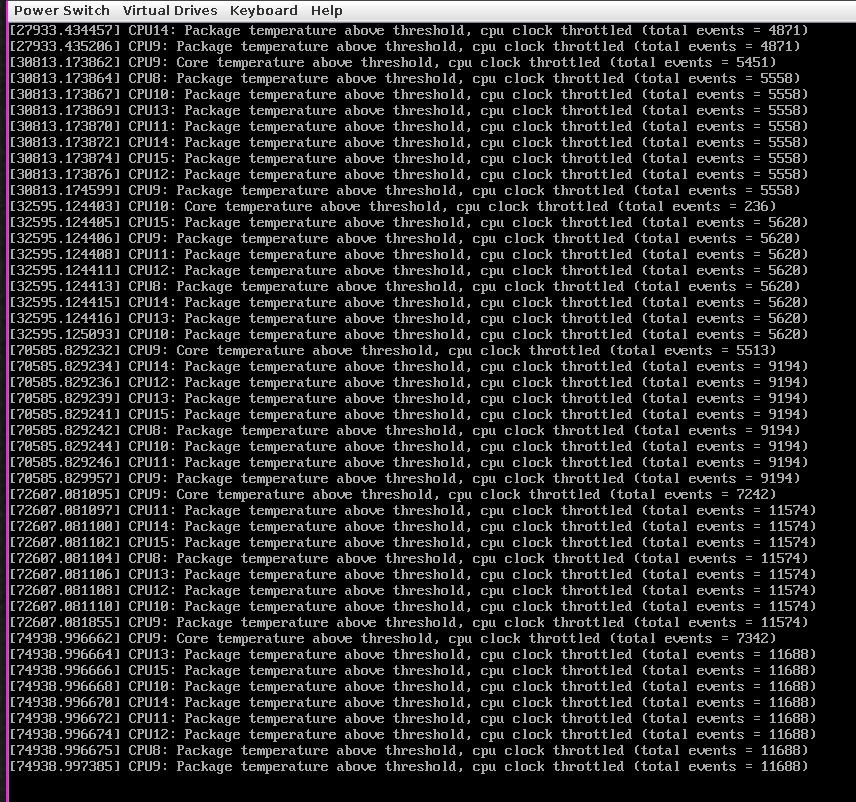 Power Switch Virtual Drives Keyboard Help
[27933.434457] CPU14: Package temperature above threshold, cpu clock throttled (total events = 4871)
[27933.435206] CPU9: Package temperature above threshold, cpu clock throttled (total events = 4871)
[30813.173862] CPU9: Core temperature above threshold, cpu clock throttled (total events = 5451)
[30813.173864] CPU8: Package temperature above threshold, cpu clock throttled (total events = 5558)
[30813.173867] CPU10: Package temperature above threshold, cpu clock throttled (total events = 5558)
[30813.173869] CPU13: Package temperature above threshold, cpu clock throttled (total events = 5558)
[30813.173870] CPU11: Package temperature above threshold, cpu clock throttled (total events = 5558)
[30813.173872] CPU14: Package temperature above threshold, cpu clock throttled (total events = 5558)
[30813.173874] CPU15: Package temperature above threshold, cpu clock throttled (total events = 5558)
[30813.173876] CPU12: Package temperature above threshold, cpu clock throttled (total events = 5558)
[30813.174599] CPU9: Package temperature above threshold, cpu clock throttled (total events = 5558)
[32595.124403] CPU10: Core temperature above threshold, cpu clock throttled (total events = 236)
[32595.124405] CPU15: Package temperature above threshold, cpu clock throttled (total events = 5620)
[32595.124406] CPU9: Package temperature above threshold, cpu clock throttled (total events = 5620)
[32595.124408] CPU11: Package temperature above threshold, cpu clock throttled (total events = 5620)
[32595.124411] CPU12: Package temperature above threshold, cpu clock throttled (total events = 5620)
[32595.124413] CPU8: Package temperature above threshold, cpu clock throttled (total events = 5620)
[32595.124415] CPU14: Package temperature above threshold, cpu clock throttled (total events = 5620)
[32595.124416] CPU13: Package temperature above threshold, cpu clock throttled (total events = 5620)
[32595.125093] CPU10: Package temperature above threshold, cpu clock throttled (total events = 5620)
[70585.829232] CPU9: Core temperature above threshold, cpu clock throttled (total events = 5513)
[70585.829234] CPU14: Package temperature above threshold, cpu clock throttled (total events = 9194)
[70585.829236] CPU12: Package temperature above threshold, cpu clock throttled (total events = 9194)
[70585.829239] CPU13: Package temperature above threshold, cpu clock throttled (total events = 9194)
[70585.829241] CPU15: Package temperature above threshold, cpu clock throttled (total events = 9194)
[70585.829242] CPU8: Package temperature above threshold, cpu clock throttled (total events = 9194)
[70585.829244] CPU10: Package temperature above threshold, cpu clock throttled (total events = 9194)
[70585.829246] CPU11: Package temperature above threshold, cpu clock throttled (total events = 9194)
[70585.829957] CPU9: Package temperature above threshold, cpu clock throttled (total events = 9194)
[72607.081095] CPU9: Core temperature above threshold, cpu clock throttled (total events = 7242)
[72607.081097] CPU11: Package temperature above threshold, cpu clock throttled (total events = 11574)
[72607.081100] CPU14: Package temperature above threshold, cpu clock throttled (total events = 11574)
[72607.081102] CPU15: Package temperature above threshold, cpu clock throttled (total events = 11574)
[72607.081104] CPU8: Package temperature above threshold, cpu clock throttled (total events = 11574)
[72607.081106] CPU13: Package temperature above threshold, cpu clock throttled (total events = 11574)
[72607.081108] CPU12: Package temperature above threshold, cpu clock throttled (total events = 11574)
[72607.081110] CPU10: Package temperature above threshold, cpu clock throttled (total events = 11574)
[72607.081855] CPU9: Package temperature above threshold, cpu clock throttled (total events = 11574)
[74938.996662] CPU9: Core temperature above threshold, cpu clock throttled (total events = 7342)
[74938.996664] CPU13: Package temperature above threshold, cpu clock throttled (total events = 11688)
[74938.996666] CPU15: Package temperature above threshold, cpu clock throttled (total events = 11688)
[74938.996668] CPU10: Package temperature above threshold, cpu clock throttled (total events = 11688)
[74938.996670] CPU14: Package temperature above threshold, cpu clock throttled (total events = 11688)
[74938.996672] CPU11: Package temperature above threshold, cpu clock throttled (total events = 11688)
[74938.996674] CPU12: Package temperature above threshold, cpu clock throttled (total events = 11688)
[74938.996675] CPU8: Package temperature above threshold, cpu clock throttled (total events = 11688)
[74938.997385] CPU9: Package temperature above threshold, cpu clock throttled (total events = 11688)